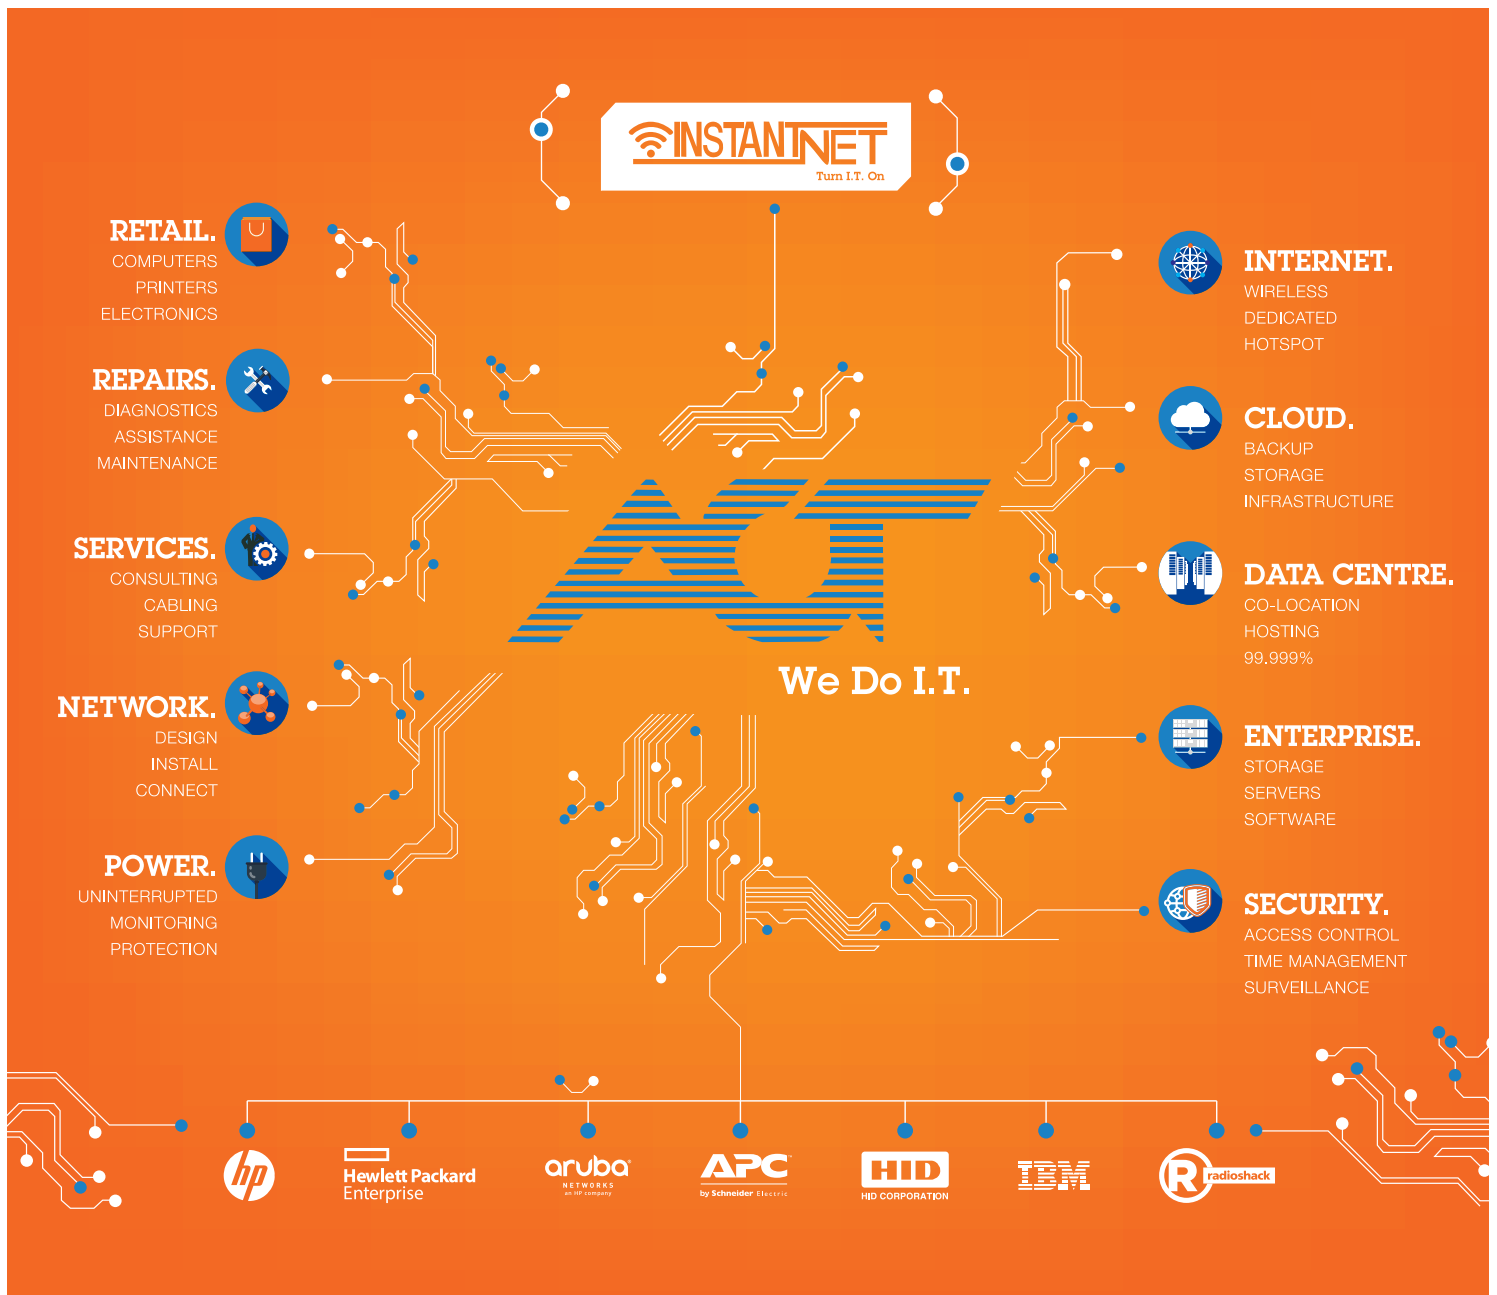 INSTANTNET
Turn I.T. On
RETAIL.
COMPUTERS
PRINTERS
ELECTRONICS
REPAIRS.
DIAGNOSTICS
ASSISTANCE
MAINTENANCE
SERVICES.
CONSULTING
CABLING
SUPPORT
NETWORK.
DESIGN
INSTALL
CONNECT
POWER.
UNINTERRUPTED
MONITORING
PROTECTION
ACT
We Do I.T.
INTERNET.
WIRELESS
DEDICATED
HOTSPOT
CLOUD.
BACKUP
STORAGE
INFRASTRUCTURE
DATA CENTRE.
CO-LOCATION
HOSTING
99.999%
ENTERPRISE.
STORAGE
SERVERS
SOFTWARE
SECURITY.
ACCESS CONTROL
TIME MANAGEMENT
SURVEILLANCE
hp
Hewlett Packard
Enterprise
aruba
NETWORKS
an HP company
APC
by Schneider Electric
HID
HID CORPORATION
IBM
R radioshack